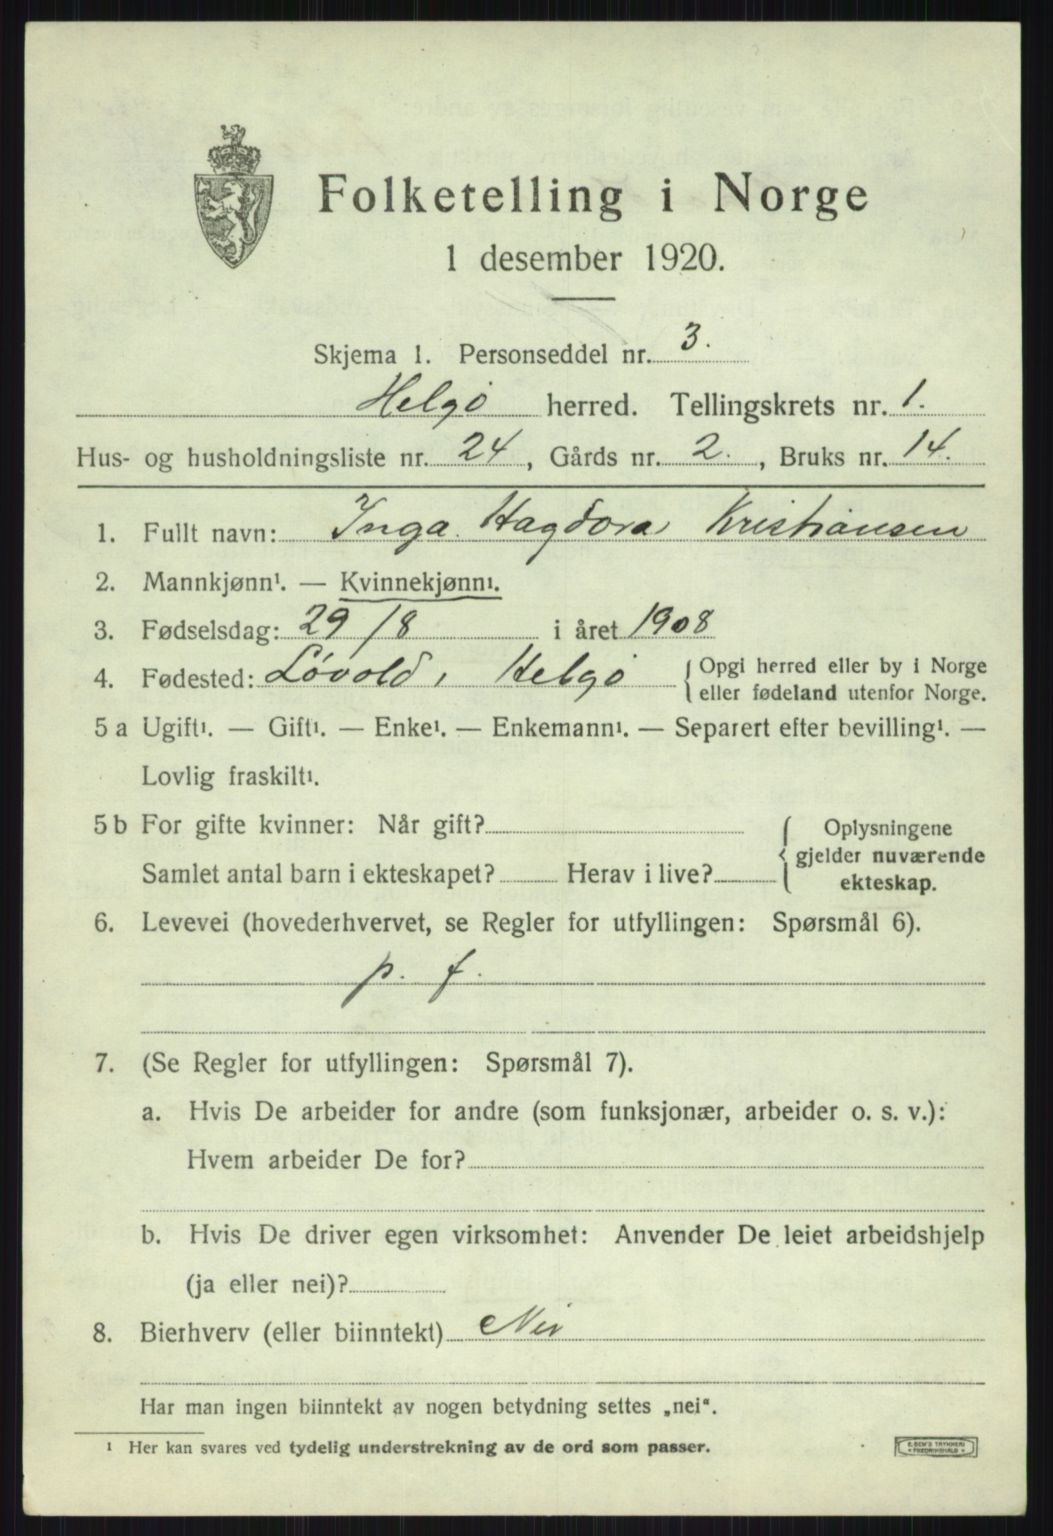 Folketelling i Norge
1 desember 1920.
Skjema 1. Personseddel nr. 3.
Helgö herred. Tellingskrets nr. 1.
Hus- og husholdningsliste nr. 24, Gårds nr. 2., Bruks nr. 14.
1. Fullt navn: Inga Hagdora Kristiansen
2. Mannkjønn¹. — Kvinnekjønn¹.
3. Fødselsdag: 29/8 i året 1908
4. Fødested: Løvold, Helgö { Opgi herred eller by i Norge
eller fødeland utenfor Norge.
5 a Ugift¹. — Gift¹. — Enke¹. — Enkemann¹. — Separert efter bevilling¹. —
Lovlig fraskilt¹.
5 b For gifte kvinner: Når gift? { Oplysningene
gjelder nuværende
Samlet antal barn i ekteskapet? Herav i live?
ekteskap.
6. Levevei (hovederhvervet, se Regler for utfyllingen: Spørsmål 6).
p. f.
7. (Se Regler for utfyllingen: Spørsmål 7).
a. Hvis De arbeider for andre (som funksjonær, arbeider o. s. v.):
Hvem arbeider De for?
b. Hvis De driver egen virksomhet: Anvender De leiet arbeidshjelp
(ja eller nei)?
8. Bierhverv (eller biinntekt) Nei
Har man ingen biinntekt av nogen betydning settes „nei“.
¹ Her kan svares ved tydelig understrekning av de ord som passer.